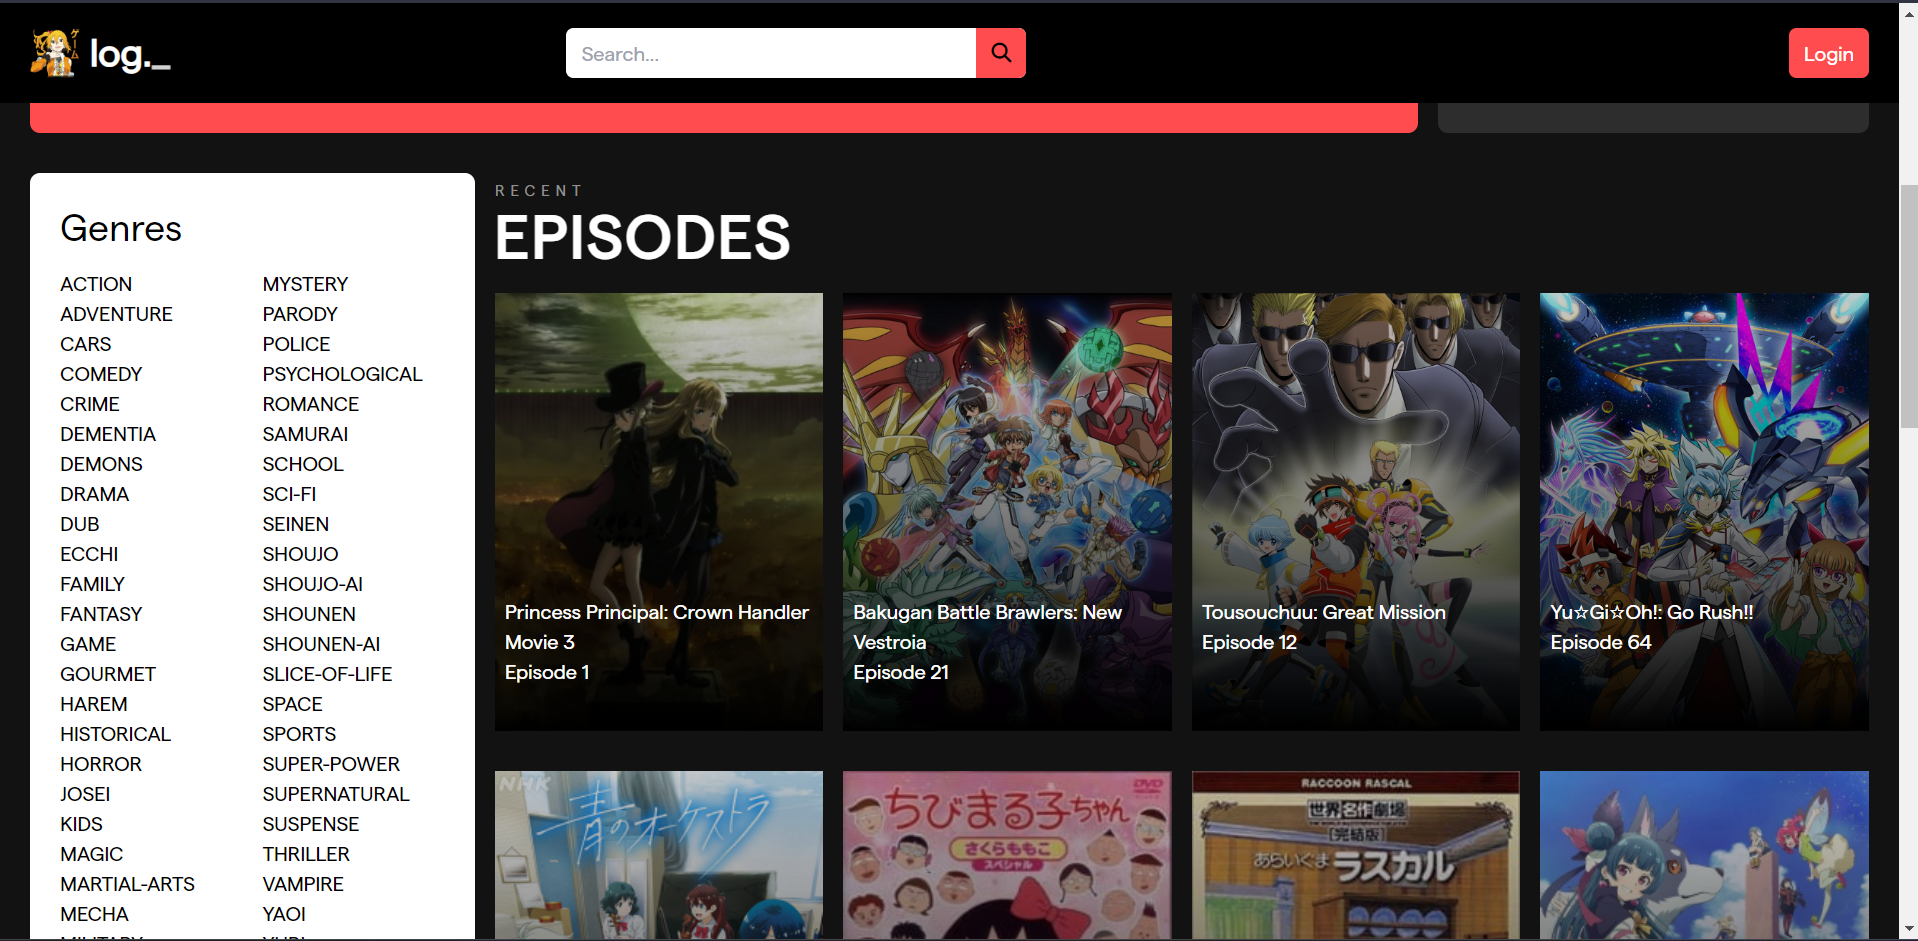 log._
Search...
Login
Genres
ACTION
ADVENTURE
CARS
COMEDY
CRIME
DEMENTIA
DEMONS
DRAMA
DUB
ECCHI
FAMILY
FANTASY
GAME
GOURMET
HAREM
HISTORICAL
HORROR
JOSEI
KIDS
MAGIC
MARTIAL-ARTS
MECHA
MYSTERY
PARODY
POLICE
PSYCHOLOGICAL
ROMANCE
SAMURAI
SCHOOL
SCI-FI
SEINEN
SHOUJO
SHOUJO-AI
SHOUNEN
SHOUNEN-AI
SLICE-OF-LIFE
SPACE
SPORTS
SUPER-POWER
SUPERNATURAL
SUSPENSE
THRILLER
VAMPIRE
YAOI
RECENT
EPISODES
Princess Principal: Crown Handler
Movie 3
Episode 1
Bakugan Battle Brawlers: New
Vestroia
Episode 21
Tousouchuu: Great Mission
Episode 12
Yu☆Gi☆Oh!: Go Rush!!
Episode 64
NHK
青のオーケストラ
DVD
ちびまる子ちゃん
さくらももこ
スペシャル
RACCOON RASCAL
世界名作劇場
[完結版]
あらいぐま
ラスカル